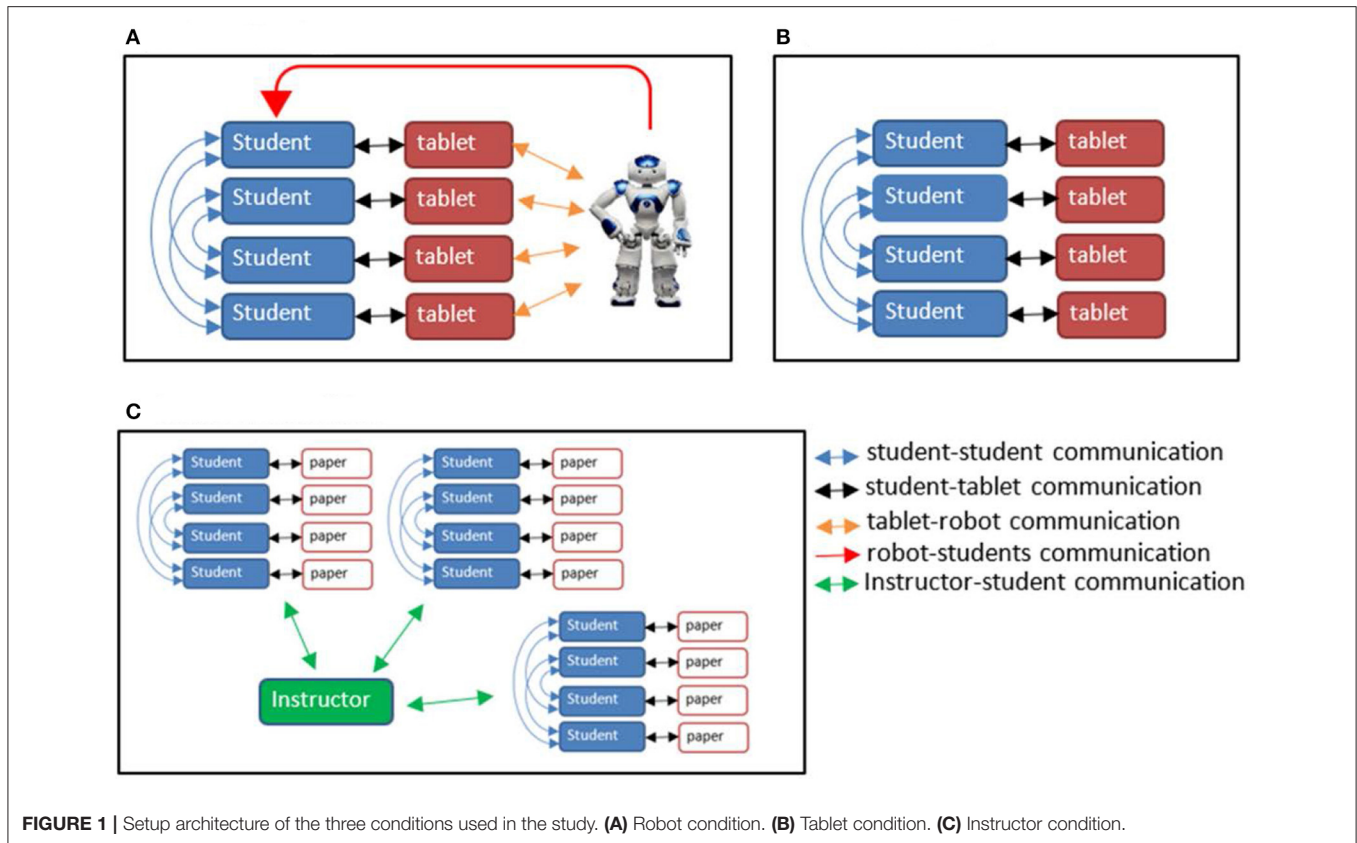 A
Student tablet
Student tablet
Student tablet
Student tablet
B
Student tablet
Student tablet
Student tablet
Student tablet
C
Student paper
Student paper
Student paper
Student paper
Student paper
Student paper
Student paper
Student paper
Student paper
Student paper
Student paper
Student paper
Instructor
student-student communication
student-tablet communication
tablet-robot communication
robot-students communication
Instructor-student communication
FIGURE 1 | Setup architecture of the three conditions used in the study. (A) Robot condition. (B) Tablet condition. (C) Instructor condition.